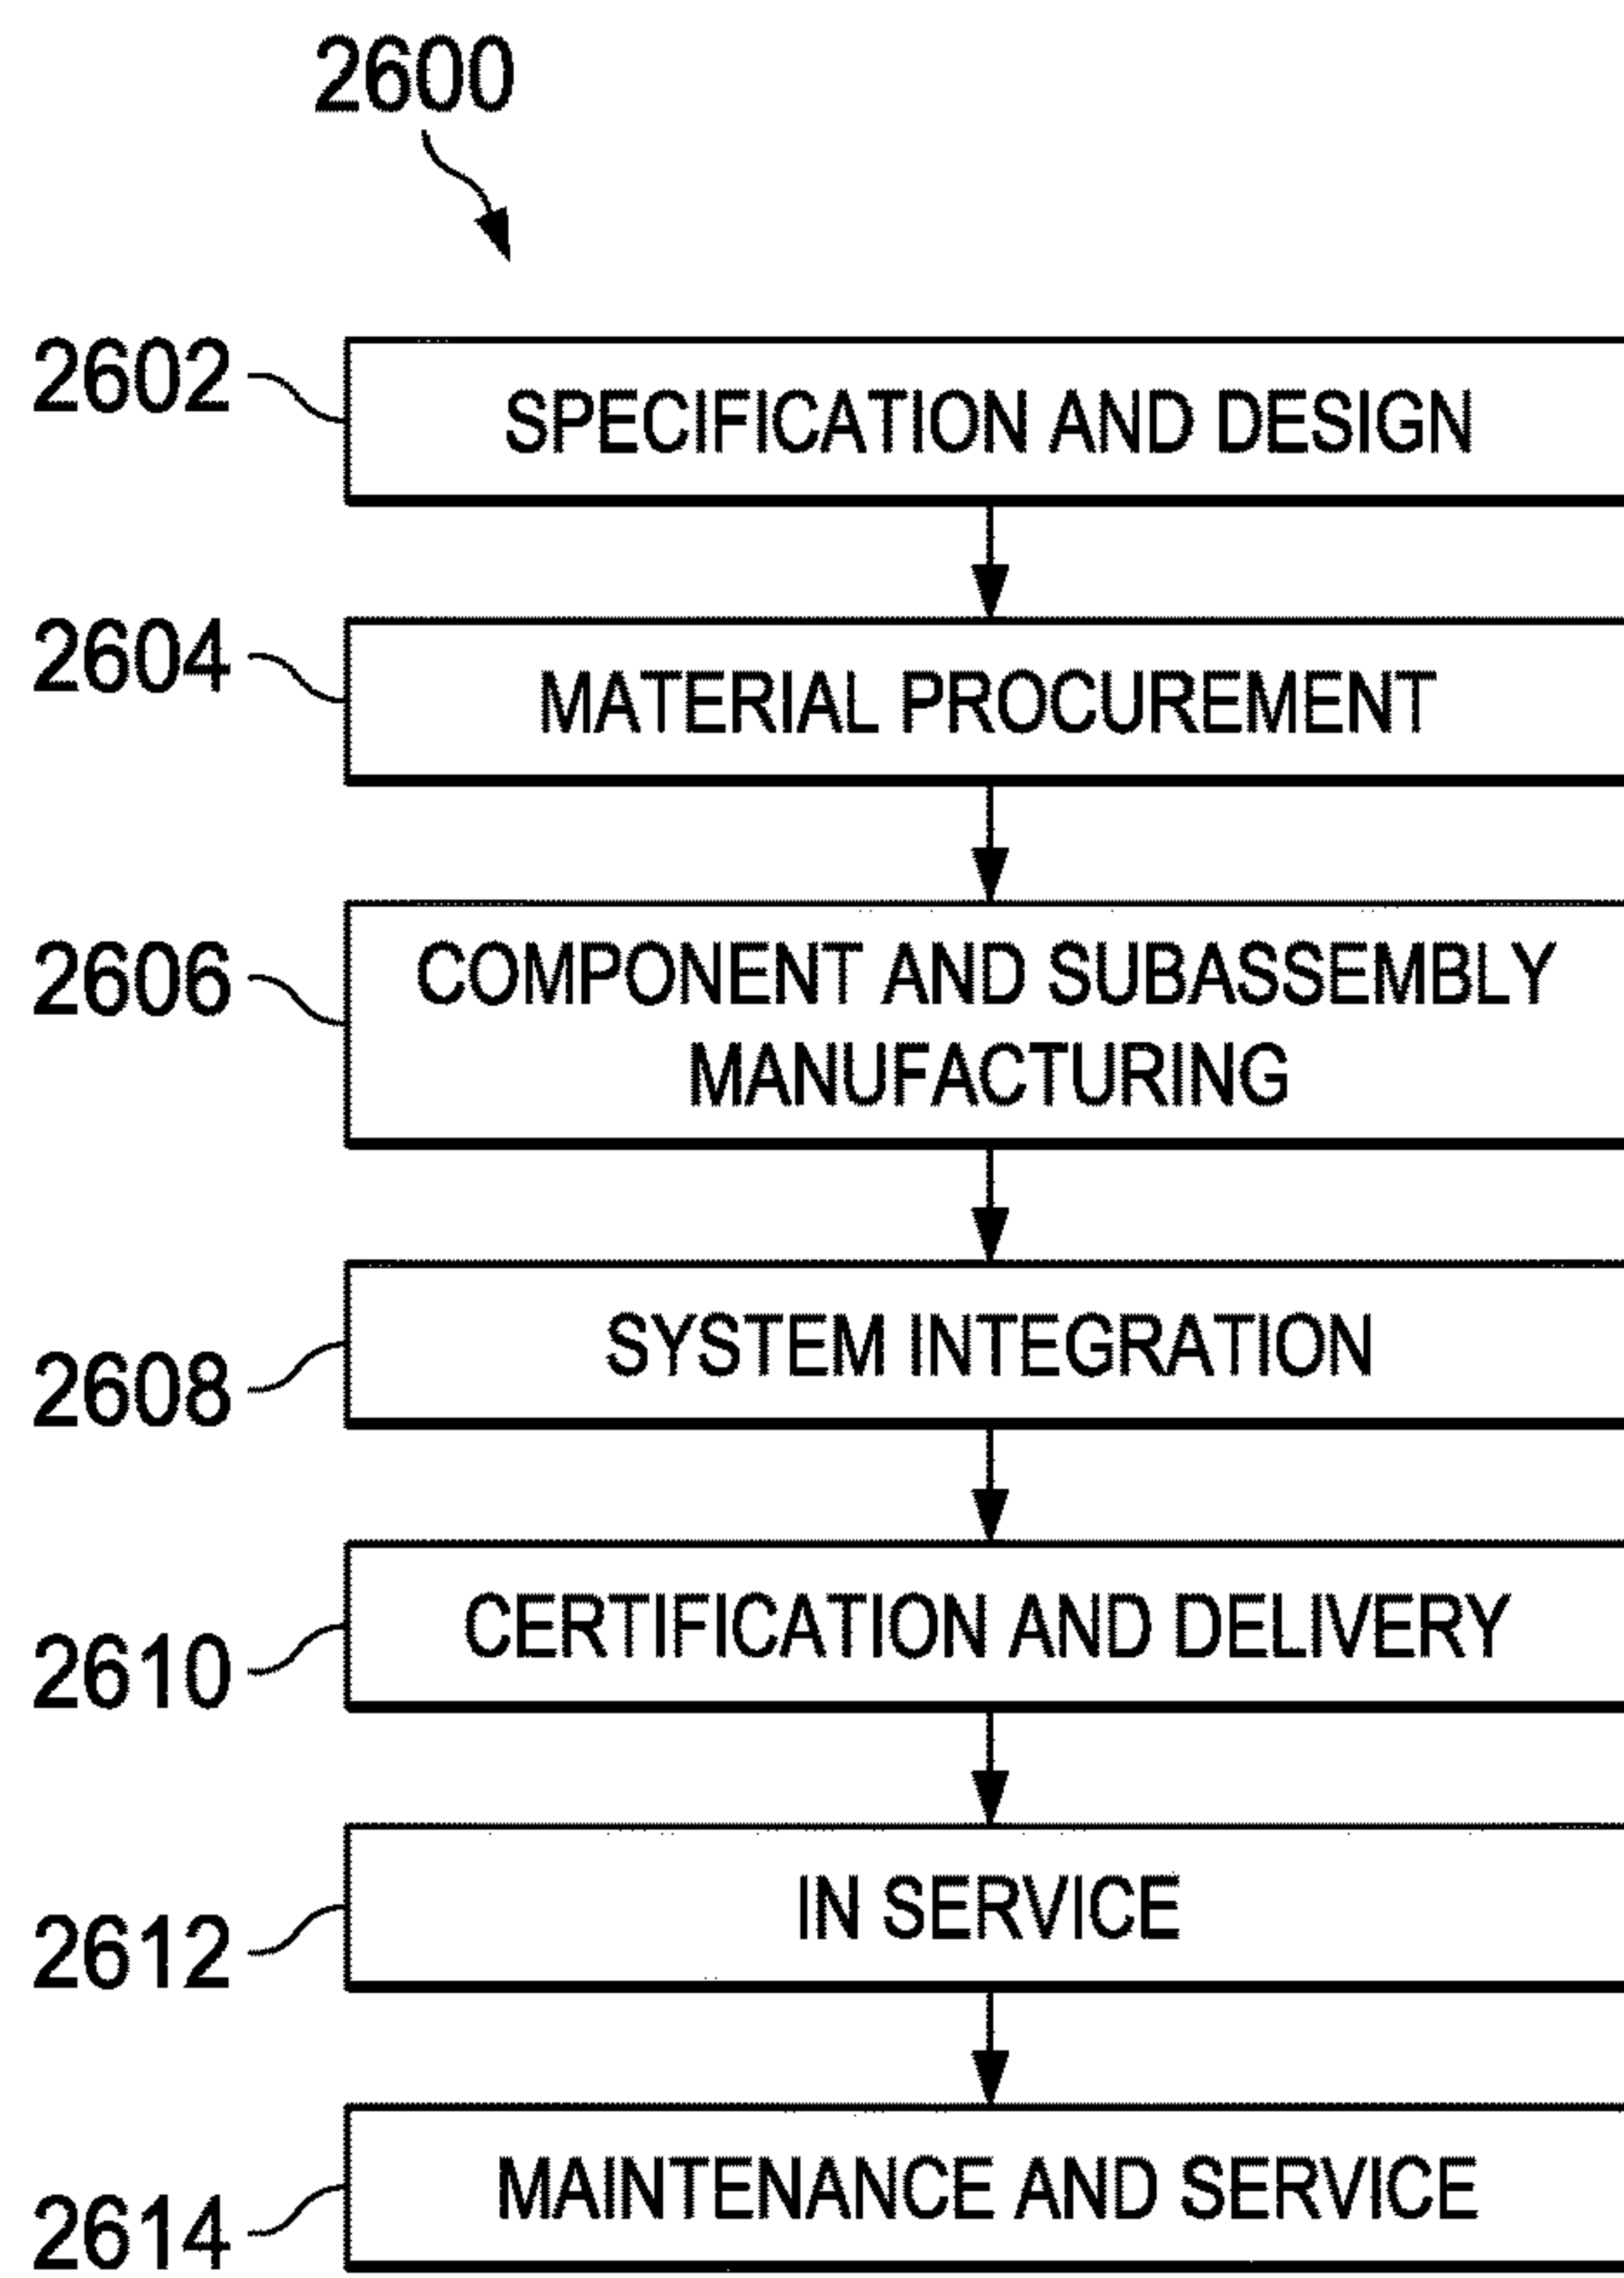 2600
2602
SPECIFICATION AND DESIGN
2604
MATERIAL PROCUREMENT
2606
COMPONENT AND SUBASSEMBLY
MANUFACTURING
2608
SYSTEM INTEGRATION
2610
CERTIFICATION AND DELIVERY
2612
IN SERVICE
2614
MAINTENANCE AND SERVICE